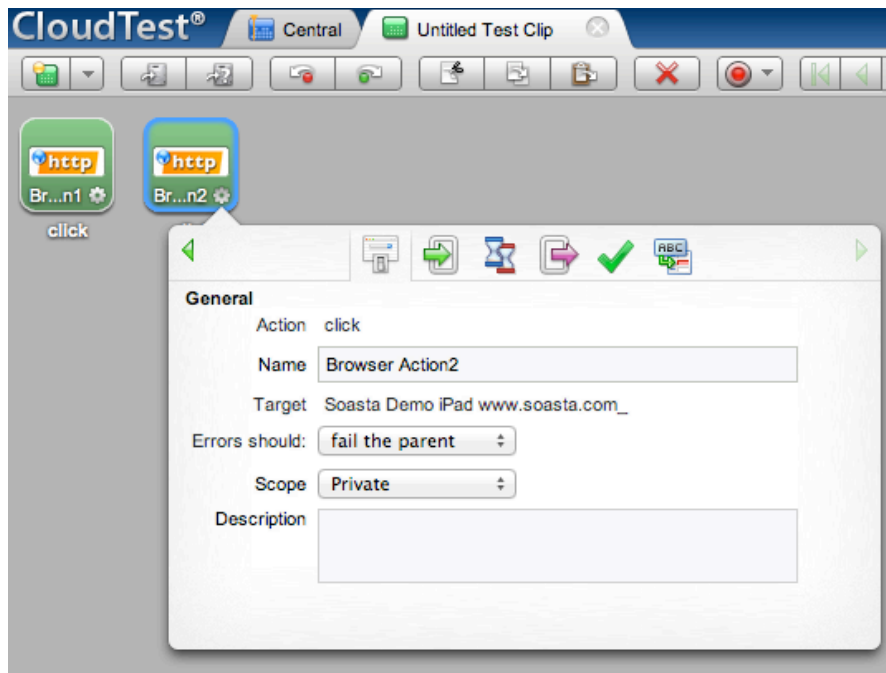 CloudTest®
Central
Untitled Test Clip
http
http
Br...n1
Br...n2
click
ABC
General
Action click
Name Browser Action2
Target Soasta Demo iPad www.soasta.com_
Errors should: fail the parent
Scope Private
Description